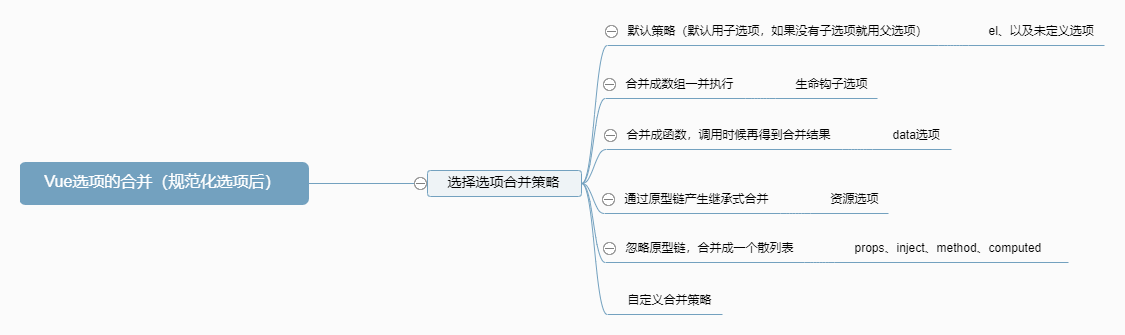 默认策略（默认用子选项，如果没有子选项就用父选项） el、以及未定义选项
合并成数组一并执行 生命钩子选项
合并成函数，调用时候再得到合并结果 data选项
Vue选项的合并（规范化选项后） 选择选项合并策略
通过原型链产生继承式合并 资源选项
忽略原型链，合并成一个散列表 props、inject、method、computed
自定义合并策略